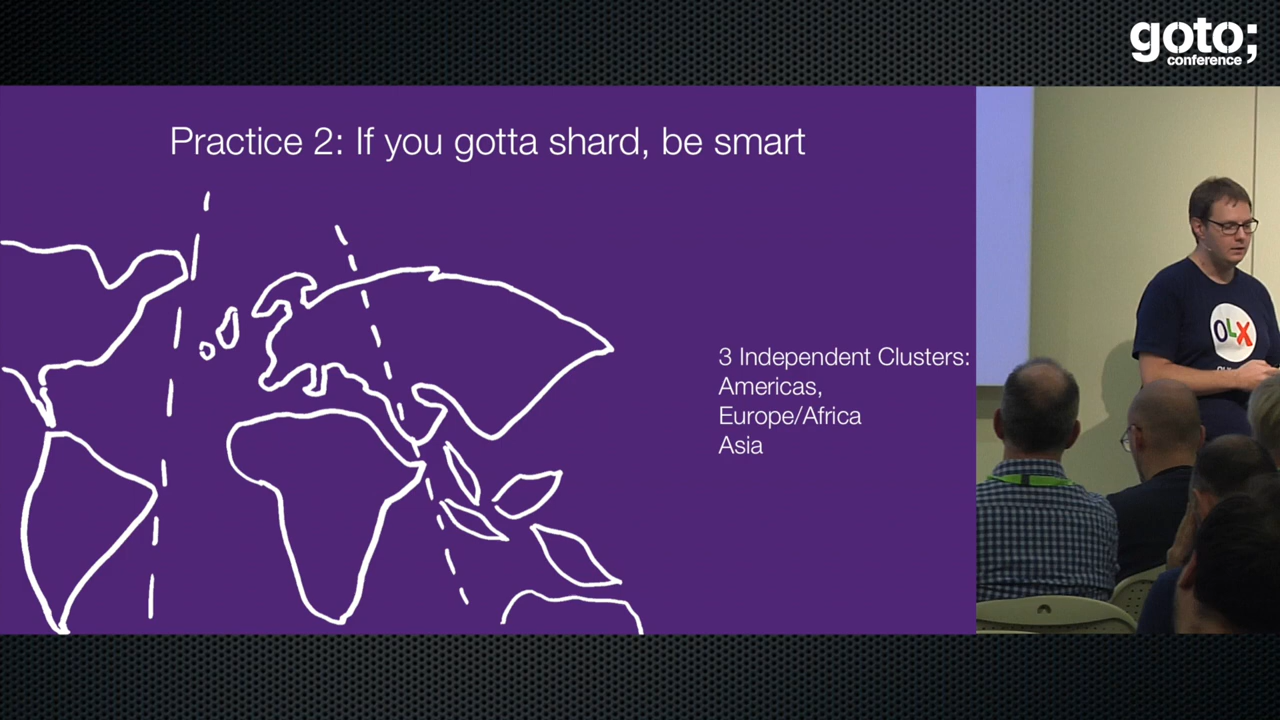 goto;
conference
Practice 2: If you gotta shard, be smart
3 Independent Clusters:
Americas,
Europe/Africa
Asia
OLX